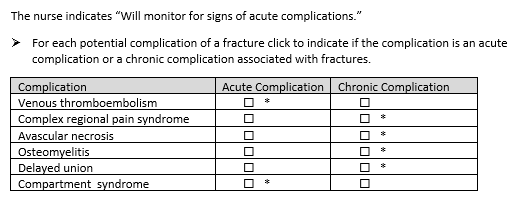 The nurse indicates “Will monitor for signs of acute complications.”
➤ For each potential complication of a fracture click to indicate if the complication is an acute
complication or a chronic complication associated with fractures.
Complication Acute Complication Chronic Complication
Venous thromboembolism ☐ * ☐
Complex regional pain syndrome ☐ ☐ *
Avascular necrosis ☐ ☐ *
Osteomyelitis ☐ ☐ *
Delayed union ☐ ☐ *
Compartment syndrome ☐ * ☐